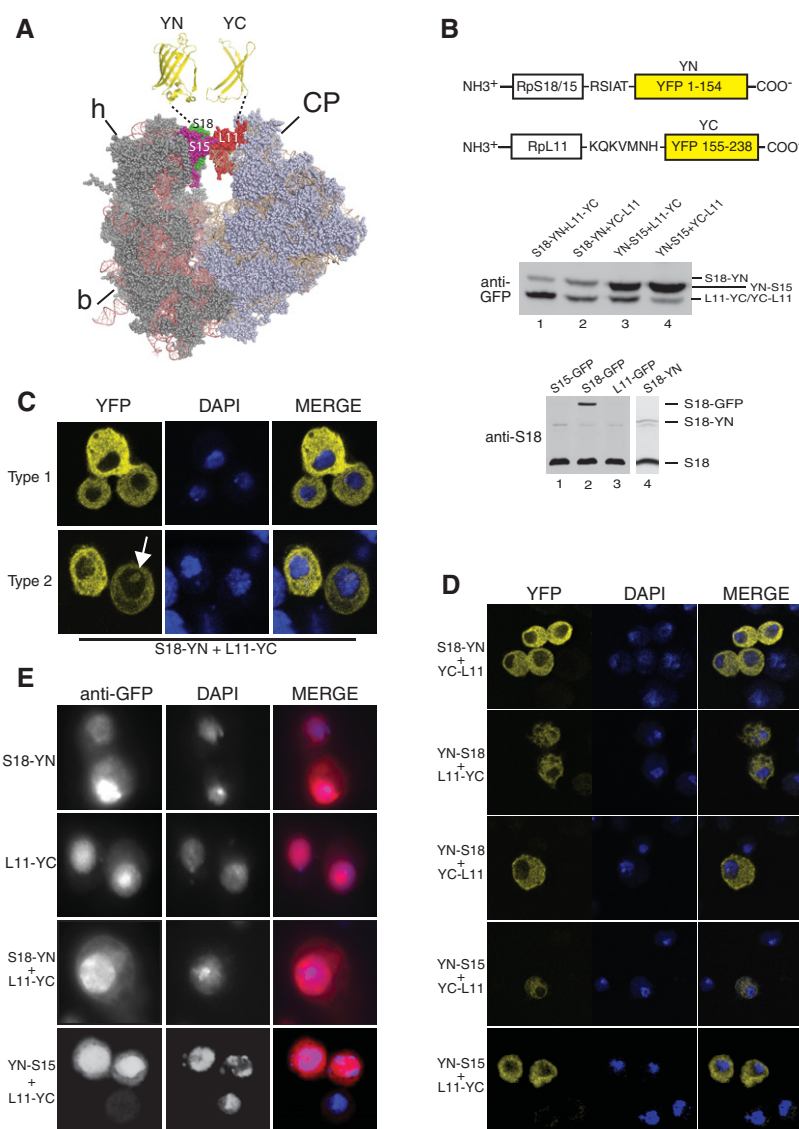 A
YN YC
S18
S15
L11
h
CP
b
B
YN
NH3+ RpS18/15 RSIAT YFP 1-154 COO-
YC
NH3+ RpL11 KQKVMNH YFP 155-238 COO-
S18-YN+L11-YC
S18-YN+YC-L11
YN-S15+L11-YC
YN-S15+YC-L11
anti-
GFP
S18-YN
YN-S15
L11-YC/YC-L11
1 2 3 4
S15-GFP
S18-GFP
L11-GFP
S18-YN
anti-S18
S18-GFP
S18-YN
S18
1 2 3 4
C
YFP DAPI MERGE
Type 1
Type 2
S18-YN + L11-YC
D
YFP DAPI MERGE
S18-YN
+
YC-L11
YN-S18
+
L11-YC
YN-S18
+
YC-L11
YN-S15
+
YC-L11
YN-S15
+
L11-YC
E
anti-GFP DAPI MERGE
S18-YN
L11-YC
S18-YN
+
L11-YC
YN-S15
+
L11-YC